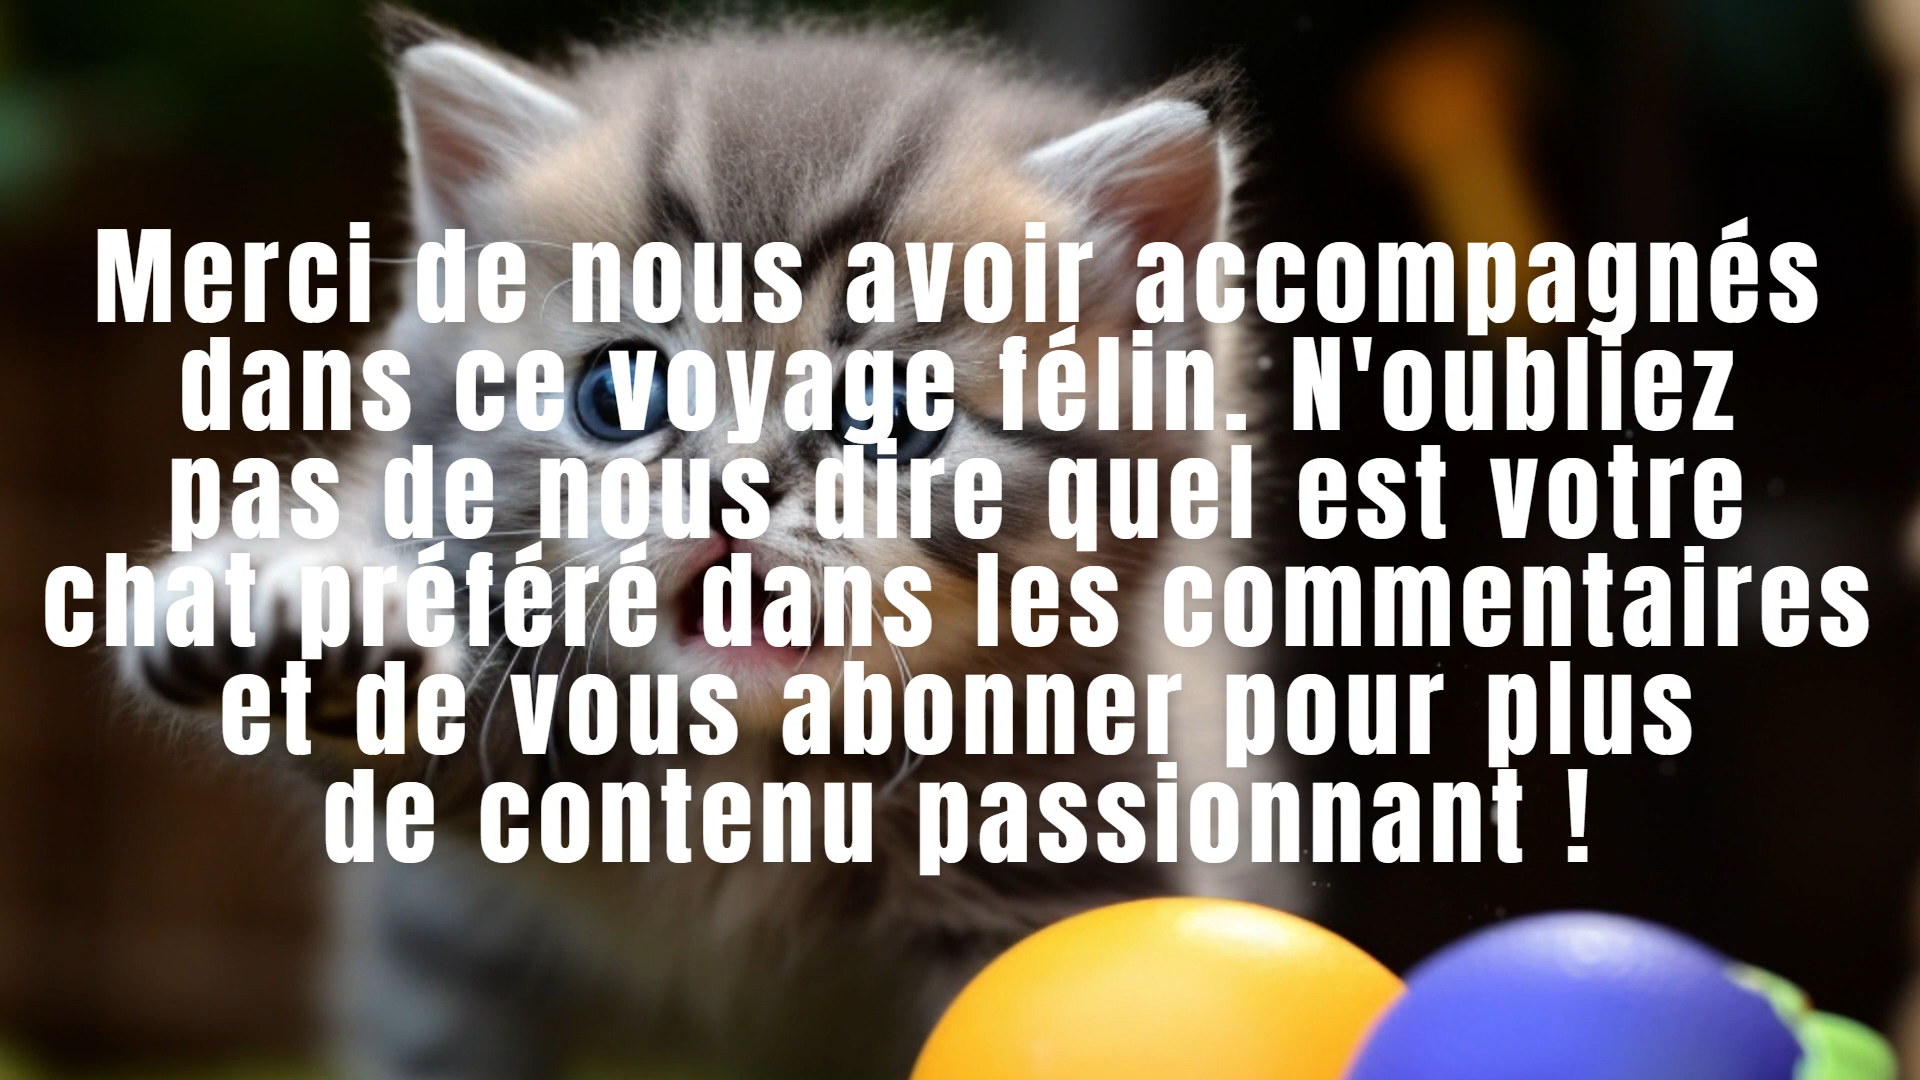 Merci de nous avoir accompagnés
dans ce voyage félin. N'oubliez
pas de nous dire quel est votre
chat préféré dans les commentaires
et de vous abonner pour plus
de contenu passionnant !